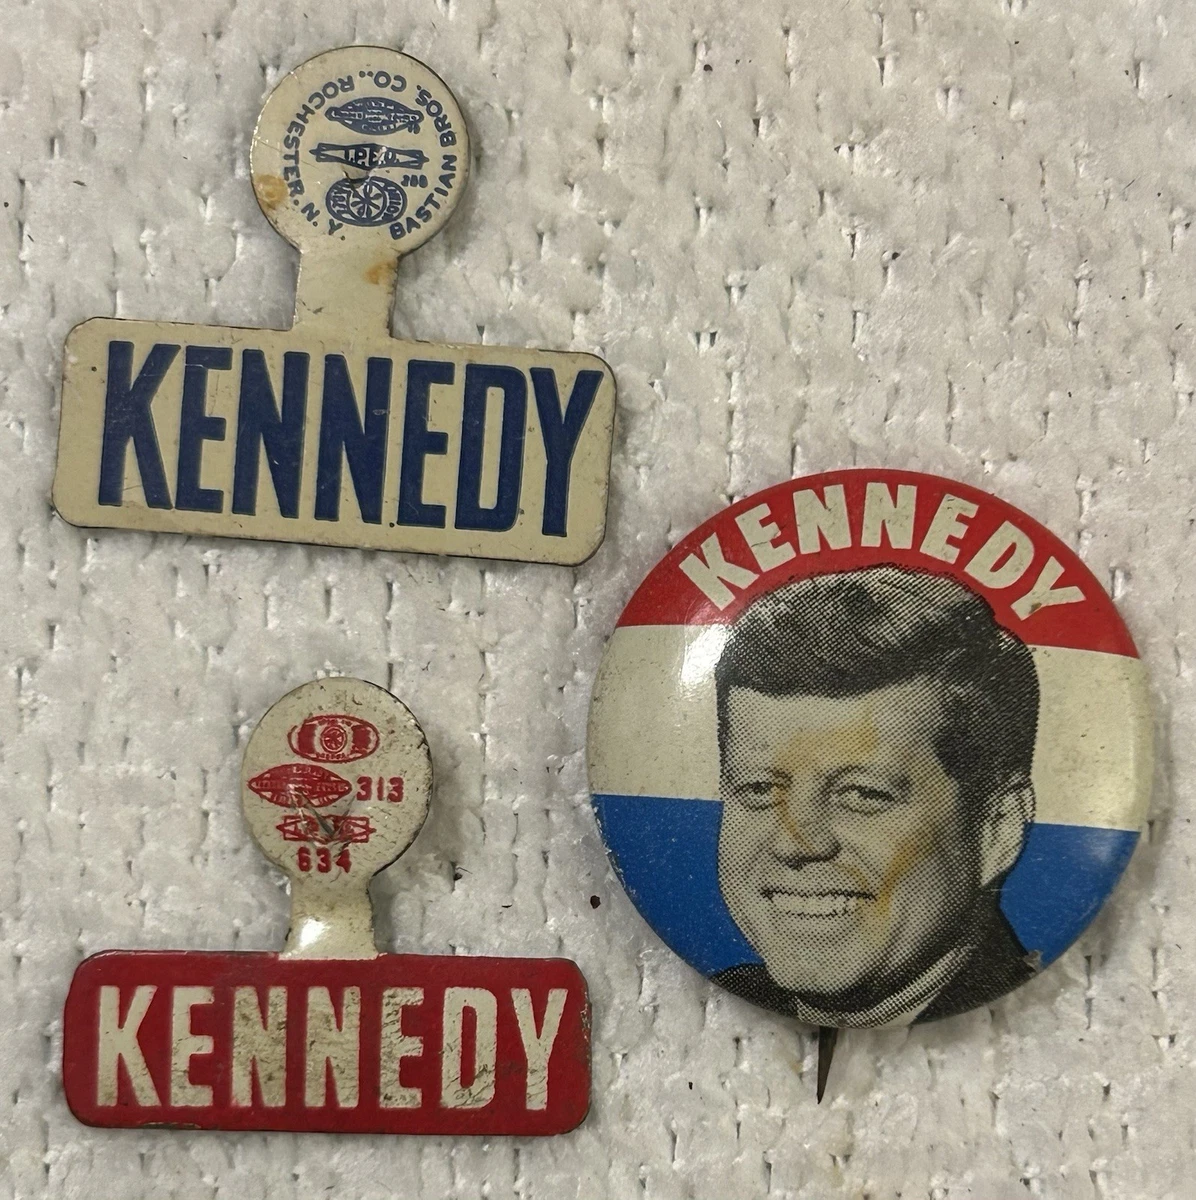 BASTIAN BROS. CO., ROCHESTER, N.Y.
KENNEDY
KENNEDY
313
634
KENNEDY